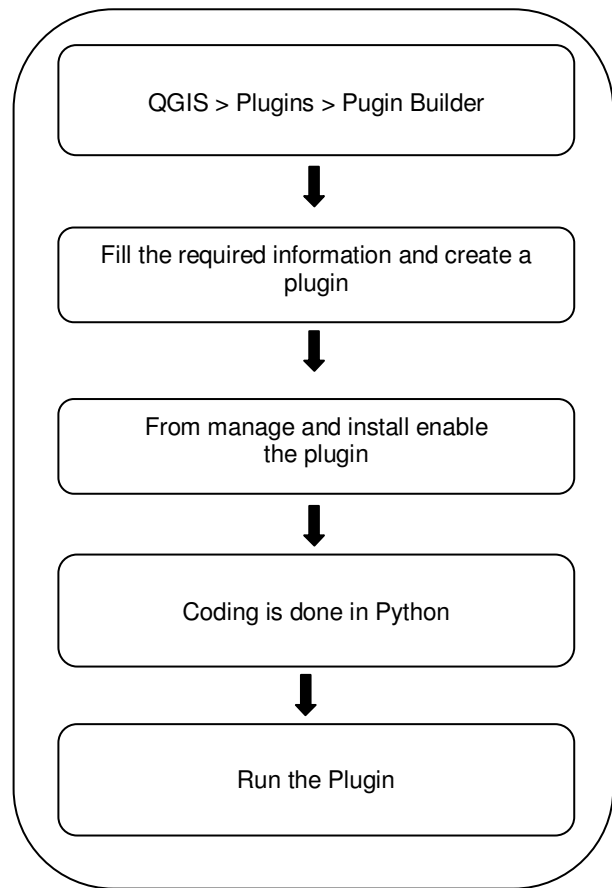 QGIS > Plugins > Pugin Builder
Fill the required information and create a
plugin
From manage and install enable
the plugin
Coding is done in Python
Run the Plugin